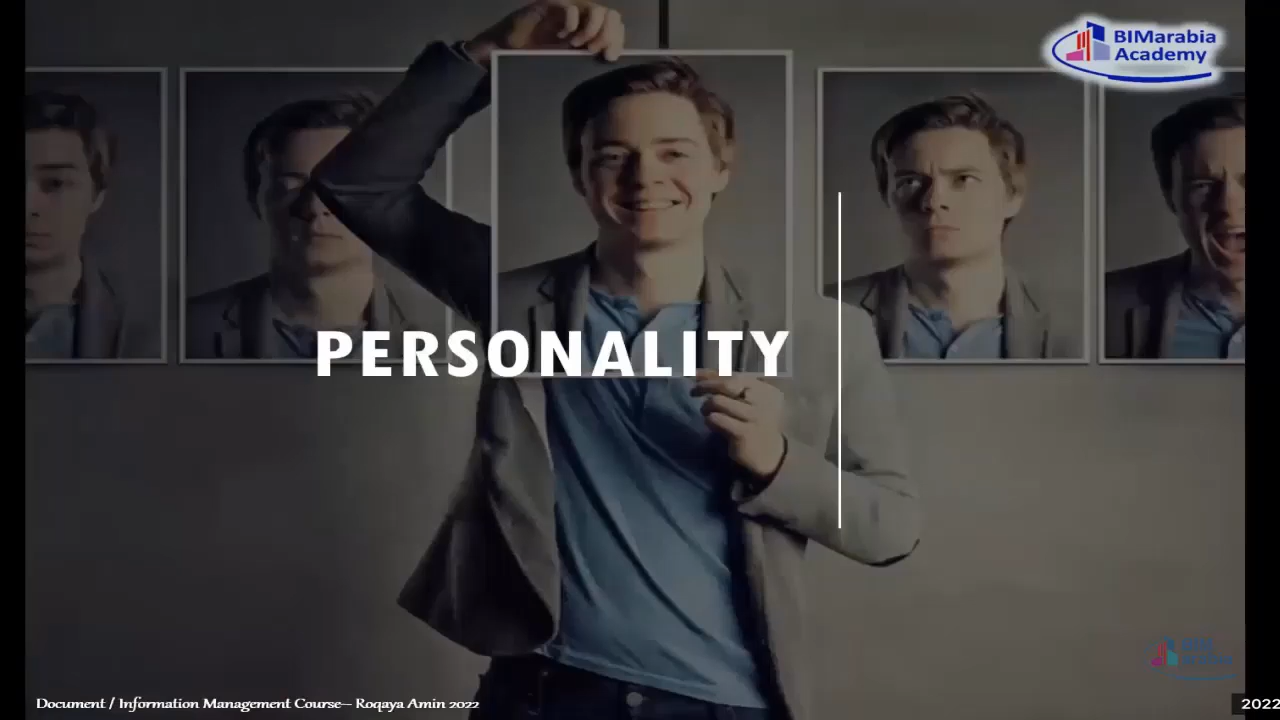 BIMarabia
Academy
PERSONALITY
Document / Information Management Course– Roqaya Amin 2022
2022